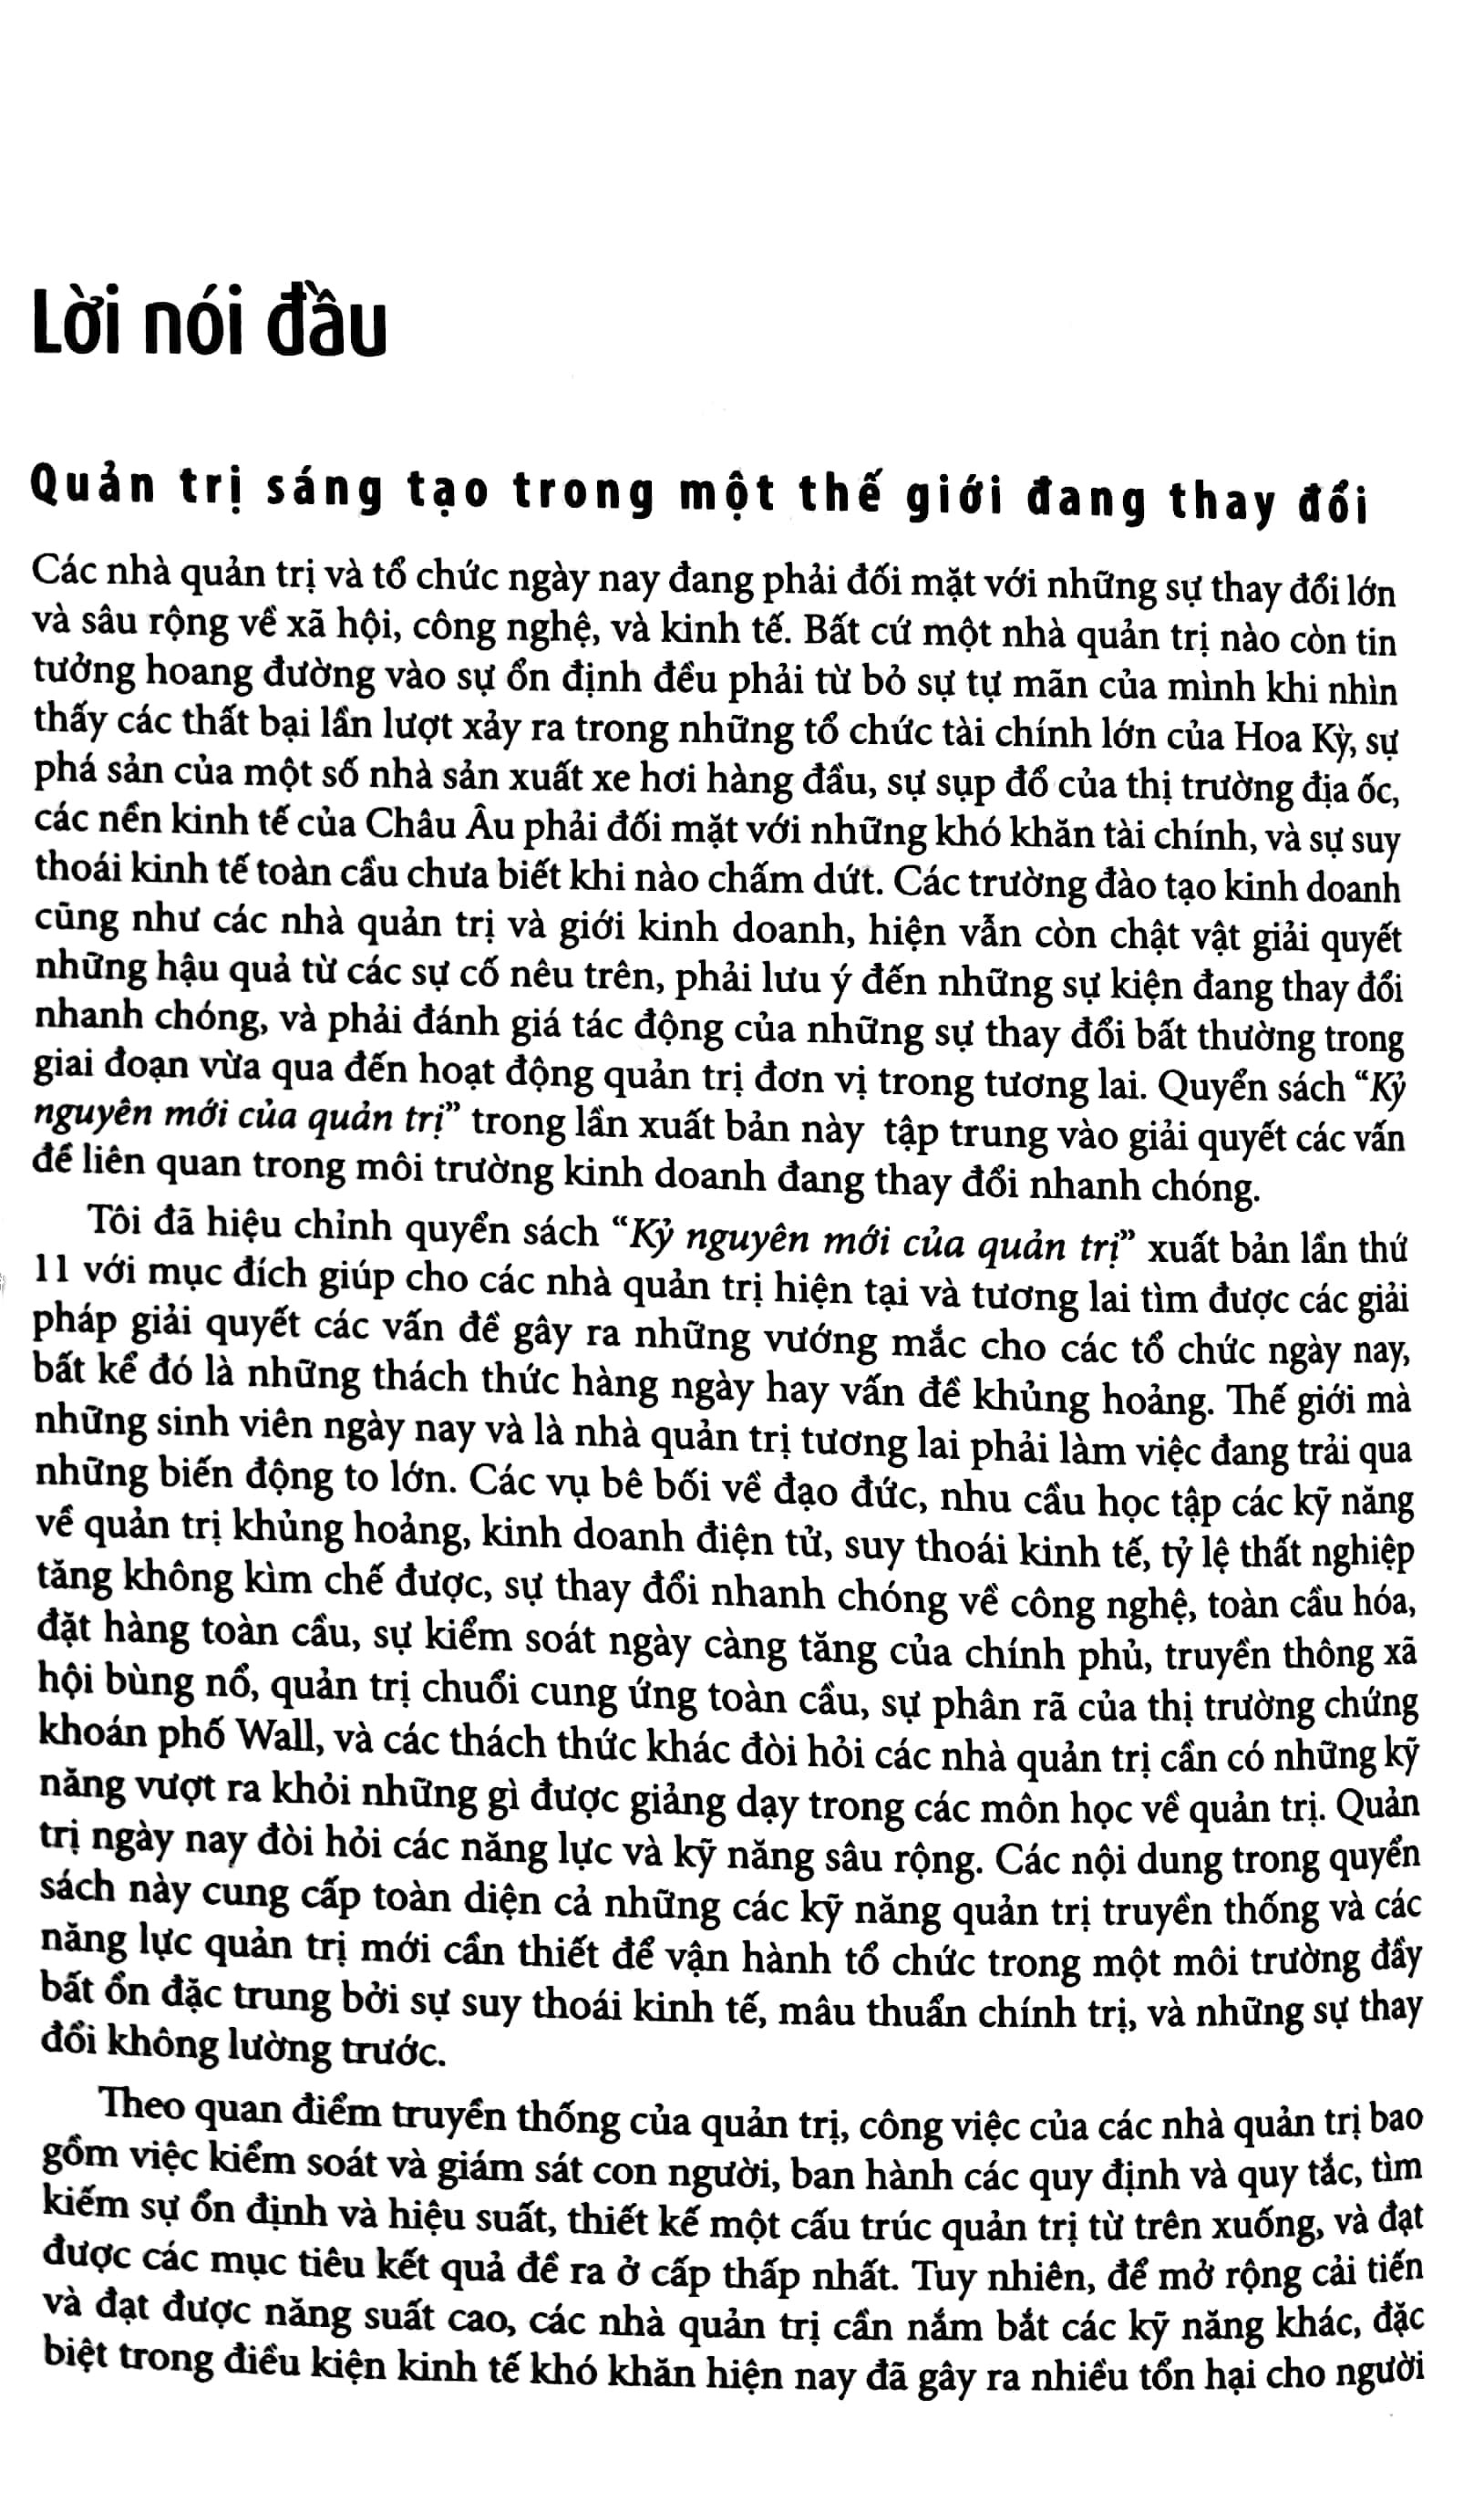 Lời nói đầu
Quản trị sáng tạo trong một thế giới đang thay đổi
Các nhà quản trị và tổ chức ngày nay đang phải đối mặt với những sự thay đổi lớn
và sâu rộng về xã hội, công nghệ, và kinh tế. Bất cứ một nhà quản trị nào còn tin
tưởng hoang đường vào sự ổn định đều phải từ bỏ sự tự mãn của mình khi nhìn
thấy các thất bại lần lượt xảy ra trong những tổ chức tài chính lớn của Hoa Kỳ, sự
phá sản của một số nhà sản xuất xe hơi hàng đầu, sự sụp đổ của thị trường địa ốc,
các nền kinh tế của Châu Âu phải đối mặt với những khó khăn tài chính, và sự suy
thoái kinh tế toàn cầu chưa biết khi nào chấm dứt. Các trường đào tạo kinh doanh
cũng như các nhà quản trị và giới kinh doanh, hiện vẫn còn chật vật giải quyết
những hậu quả từ các sự cố nêu trên, phải lưu ý đến những sự kiện đang thay đổi
nhanh chóng, và phải đánh giá tác động của những sự thay đổi bất thường trong
giai đoạn vừa qua đến hoạt động quản trị đơn vị trong tương lai. Quyển sách “Kỷ
nguyên mới của quản trị” trong lần xuất bản này tập trung vào giải quyết các vấn
đề liên quan trong môi trường kinh doanh đang thay đổi nhanh chóng.
Tôi đã hiệu chỉnh quyển sách “Kỷ nguyên mới của quản trị” xuất bản lần thứ
11 với mục đích giúp cho các nhà quản trị hiện tại và tương lai tìm được các giải
pháp giải quyết các vấn đề gây ra những vướng mắc cho các tổ chức ngày nay,
bất kể đó là những thách thức hàng ngày hay vấn đề khủng hoảng. Thế giới mà
những sinh viên ngày nay và là nhà quản trị tương lai phải làm việc đang trải qua
những biến động to lớn. Các vụ bê bối về đạo đức, nhu cầu học tập các kỹ năng
về quản trị khủng hoảng, kinh doanh điện tử, suy thoái kinh tế, tỷ lệ thất nghiệp
tăng không kìm chế được, sự thay đổi nhanh chóng về công nghệ, toàn cầu hóa,
đặt hàng toàn cầu, sự kiểm soát ngày càng tăng của chính phủ, truyền thông xã
hội bùng nổ, quản trị chuổi cung ứng toàn cầu, sự phân rã của thị trường chứng
khoán phố Wall, và các thách thức khác đòi hỏi các nhà quản trị cần có những kỹ
năng vượt ra khỏi những gì được giảng dạy trong các môn học về quản trị. Quản
trị ngày nay đòi hỏi các năng lực và kỹ năng sâu rộng. Các nội dung trong quyển
sách này cung cấp toàn diện cả những các kỹ năng quản trị truyền thống và các
năng lực quản trị mới cần thiết để vận hành tổ chức trong một môi trường đầy
bất ổn đặc trung bởi sự suy thoái kinh tế, mâu thuẩn chính trị, và những sự thay
đổi không lường trước.
Theo quan điểm truyền thống của quản trị, công việc của các nhà quản trị bao
gồm việc kiểm soát và giám sát con người, ban hành các quy định và quy tắc, tìm
kiếm sự ổn định và hiệu suất, thiết kế một cấu trúc quản trị từ trên xuống, và đạt
được các mục tiêu kết quả đề ra ở cấp thấp nhất. Tuy nhiên, để mở rộng cải tiến
và đạt được năng suất cao, các nhà quản trị cần nắm bắt các kỹ năng khác, đặc
biệt trong điều kiện kinh tế khó khăn hiện nay đã gây ra nhiều tổn hại cho người